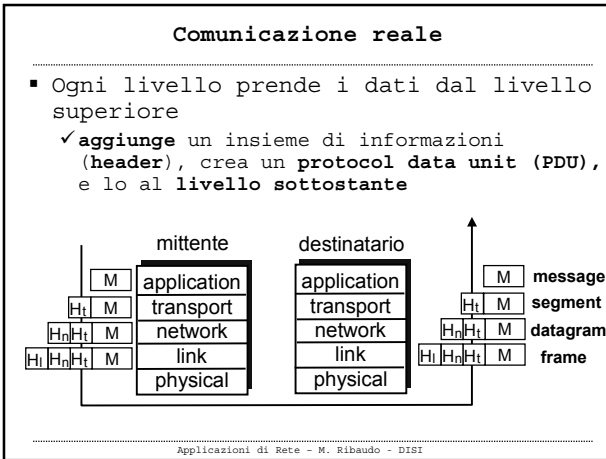 Comunicazione reale
▪ Ogni livello prende i dati dal livello
superiore
✓aggiunge un insieme di informazioni
(header), crea un protocol data unit (PDU),
e lo al livello sottostante
mittente destinatario
M application application M message
Ht M transport transport Ht M segment
Hn Ht M network network Hn Ht M datagram
Hl Hn Ht M link link Hl Hn Ht M frame
physical physical
Applicazioni di Rete – M. Ribaudo - DISI